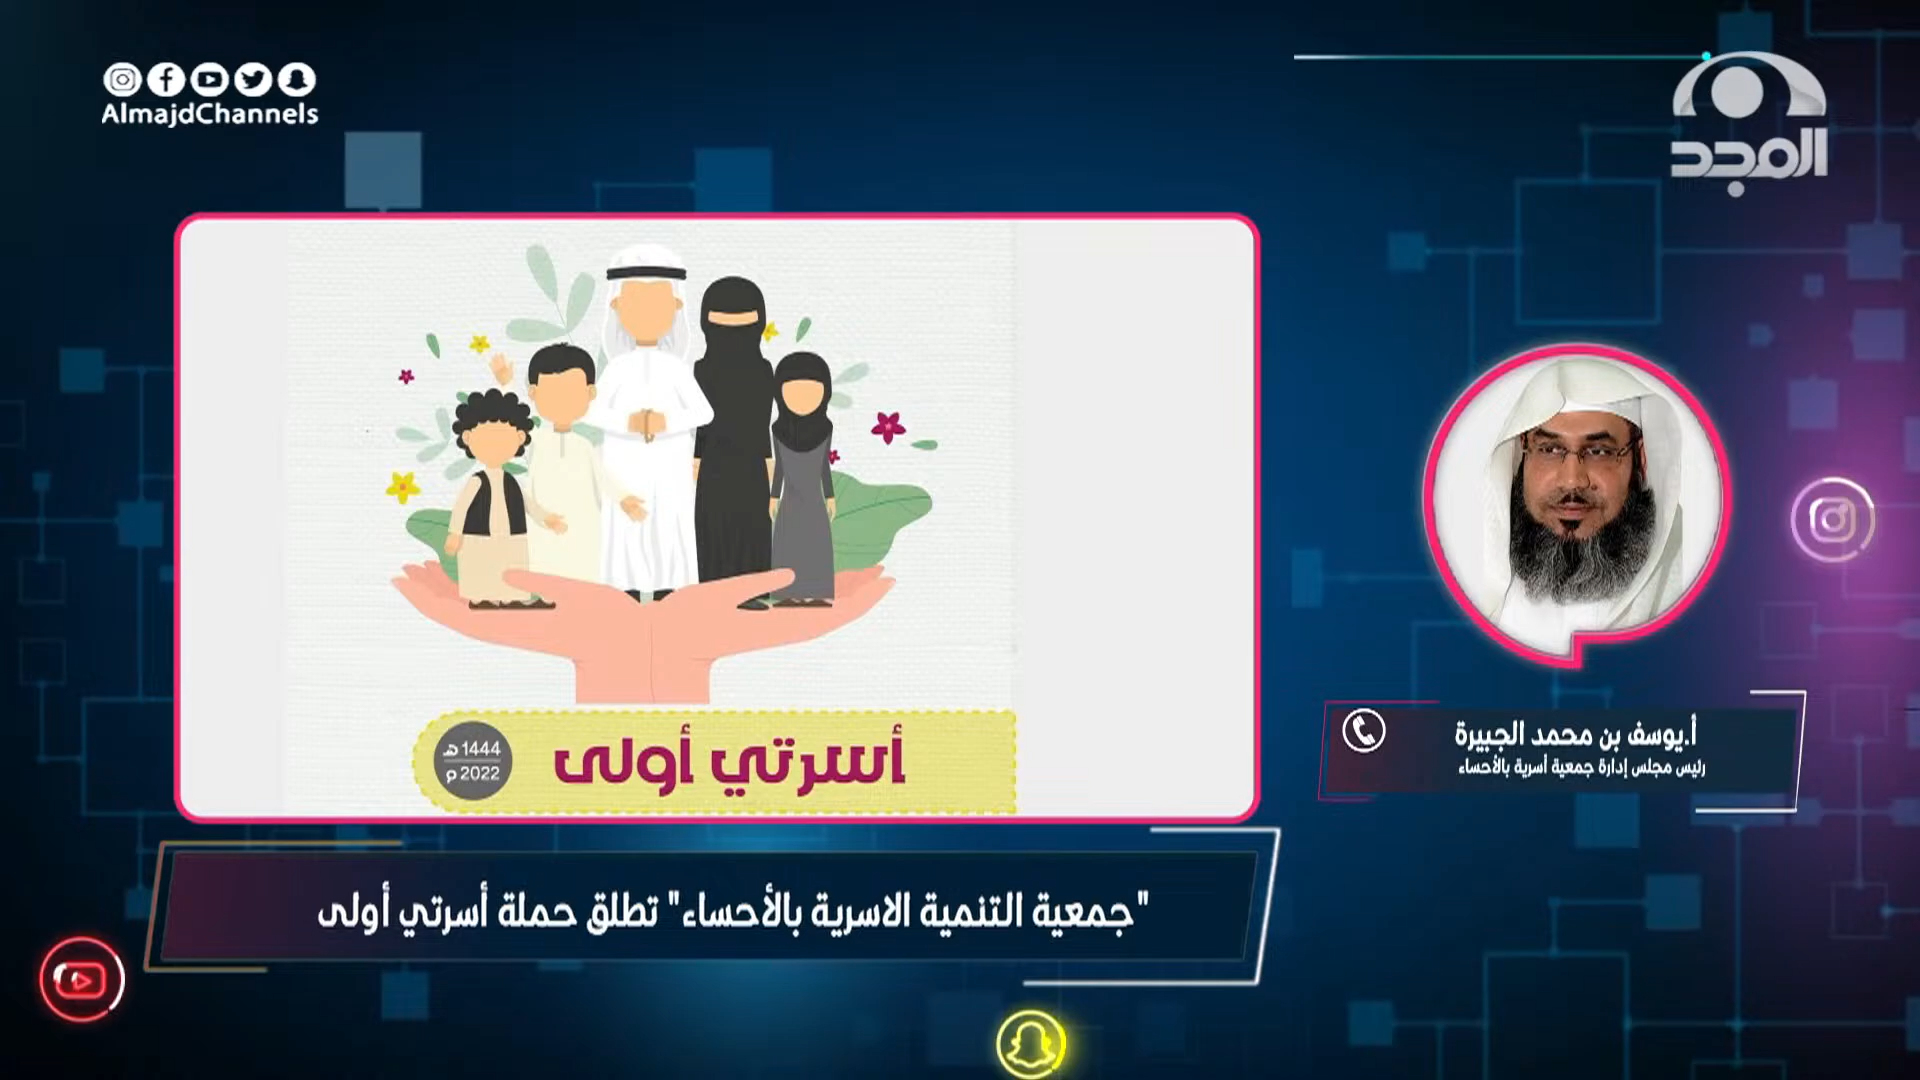 AlmajdChannels
المجد
أسرتي أولى
1444 هـ
2022 م
أ.يوسف بن محمد الجبيرة
رئيس مجلس إدارة جمعية أسرية بالأحساء
"جمعية التنمية الاسرية بالأحساء" تطلق حملة أسرتي أولى